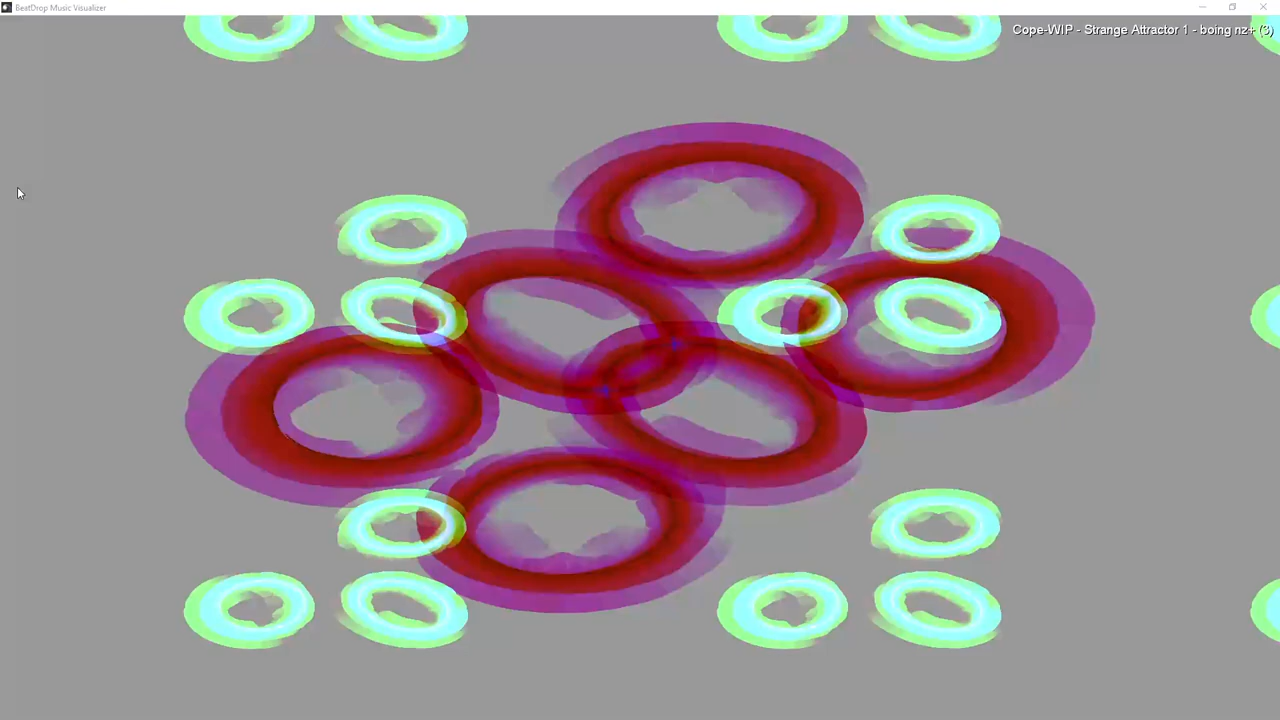 BeatDrop Music Visualizer
Cope-WIP - Strange Attractor 1 - boing nz+ (3)